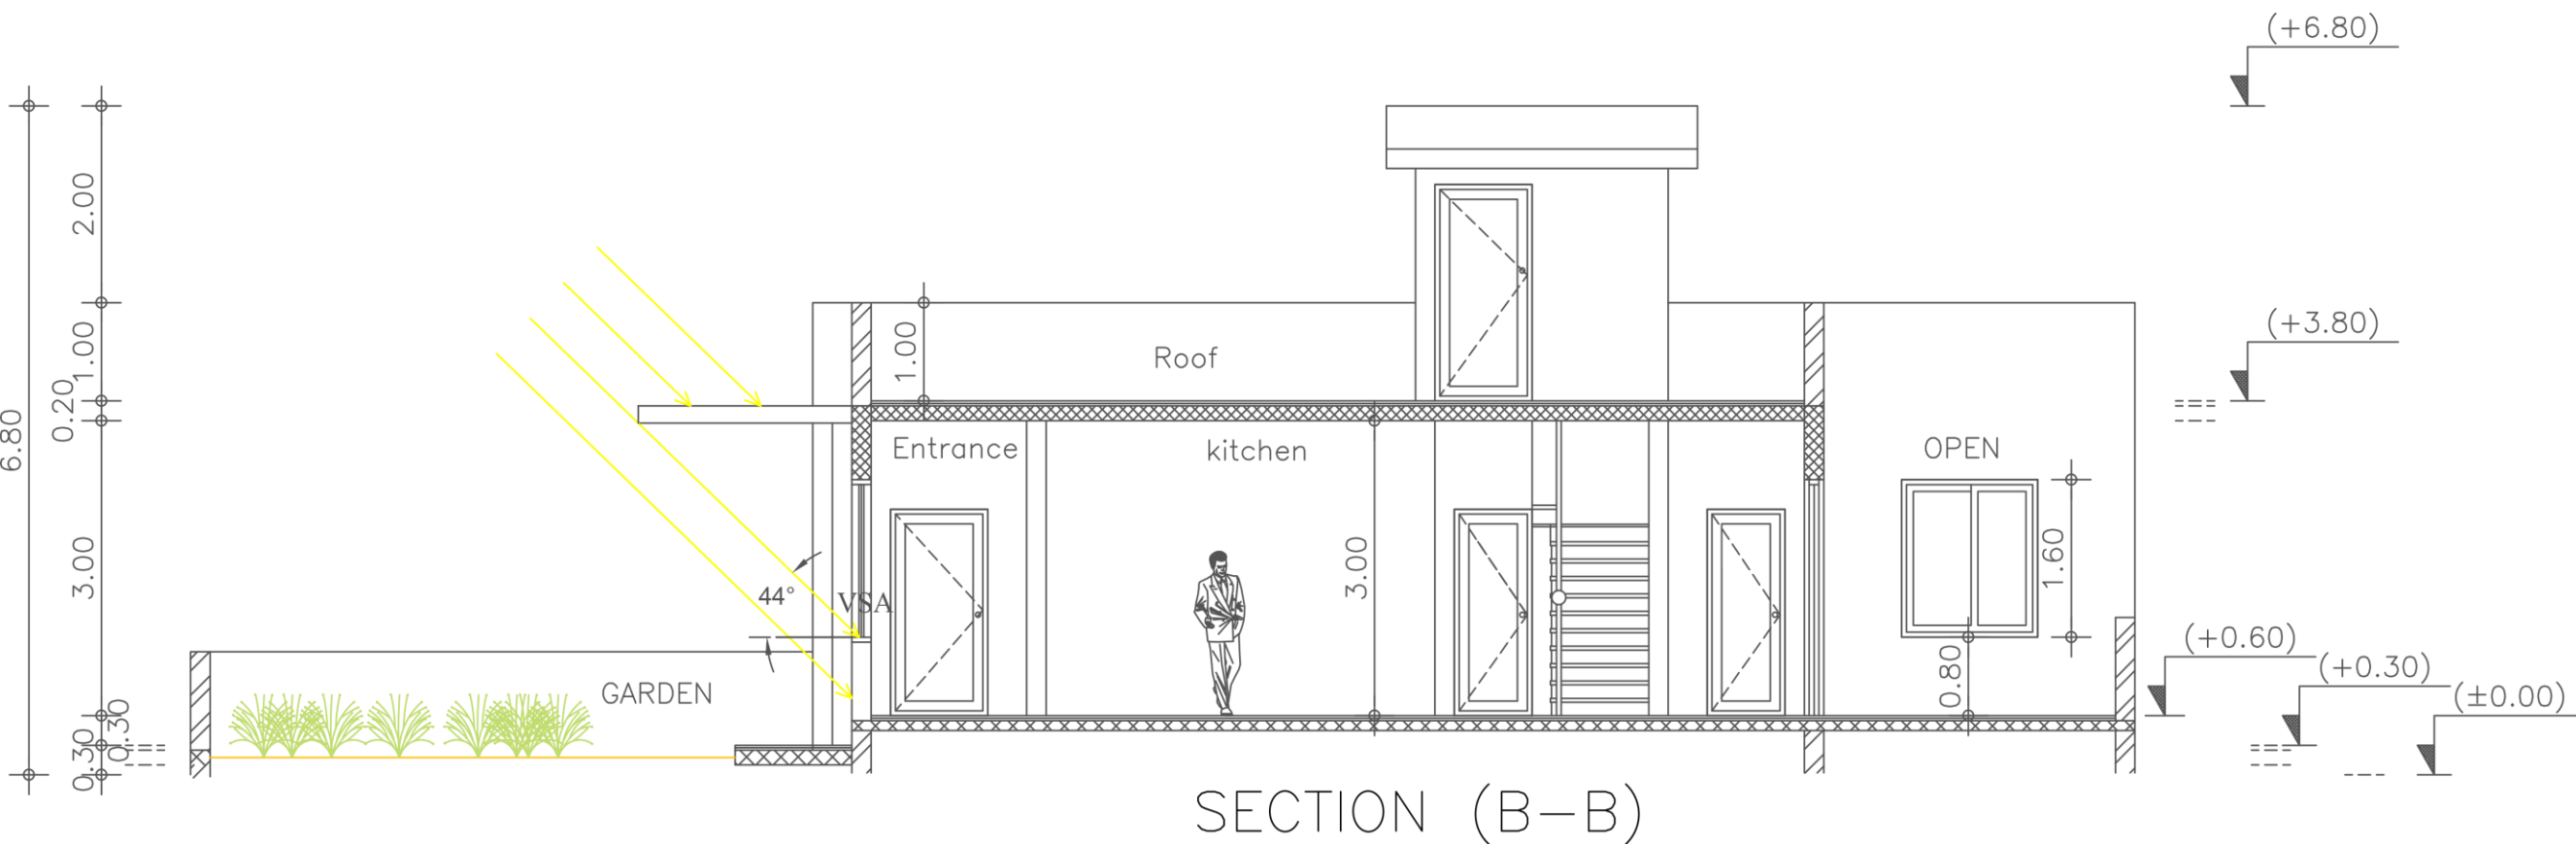 (+6.80)
2.00
1.00
0.20
6.80
3.00
0.30
0.30
1.00
Roof
(+3.80)
Entrance
kitchen
OPEN
3.00
1.60
44°
VSA
0.80
GARDEN
(+0.60)
(+0.30)
(±0.00)
SECTION (B-B)